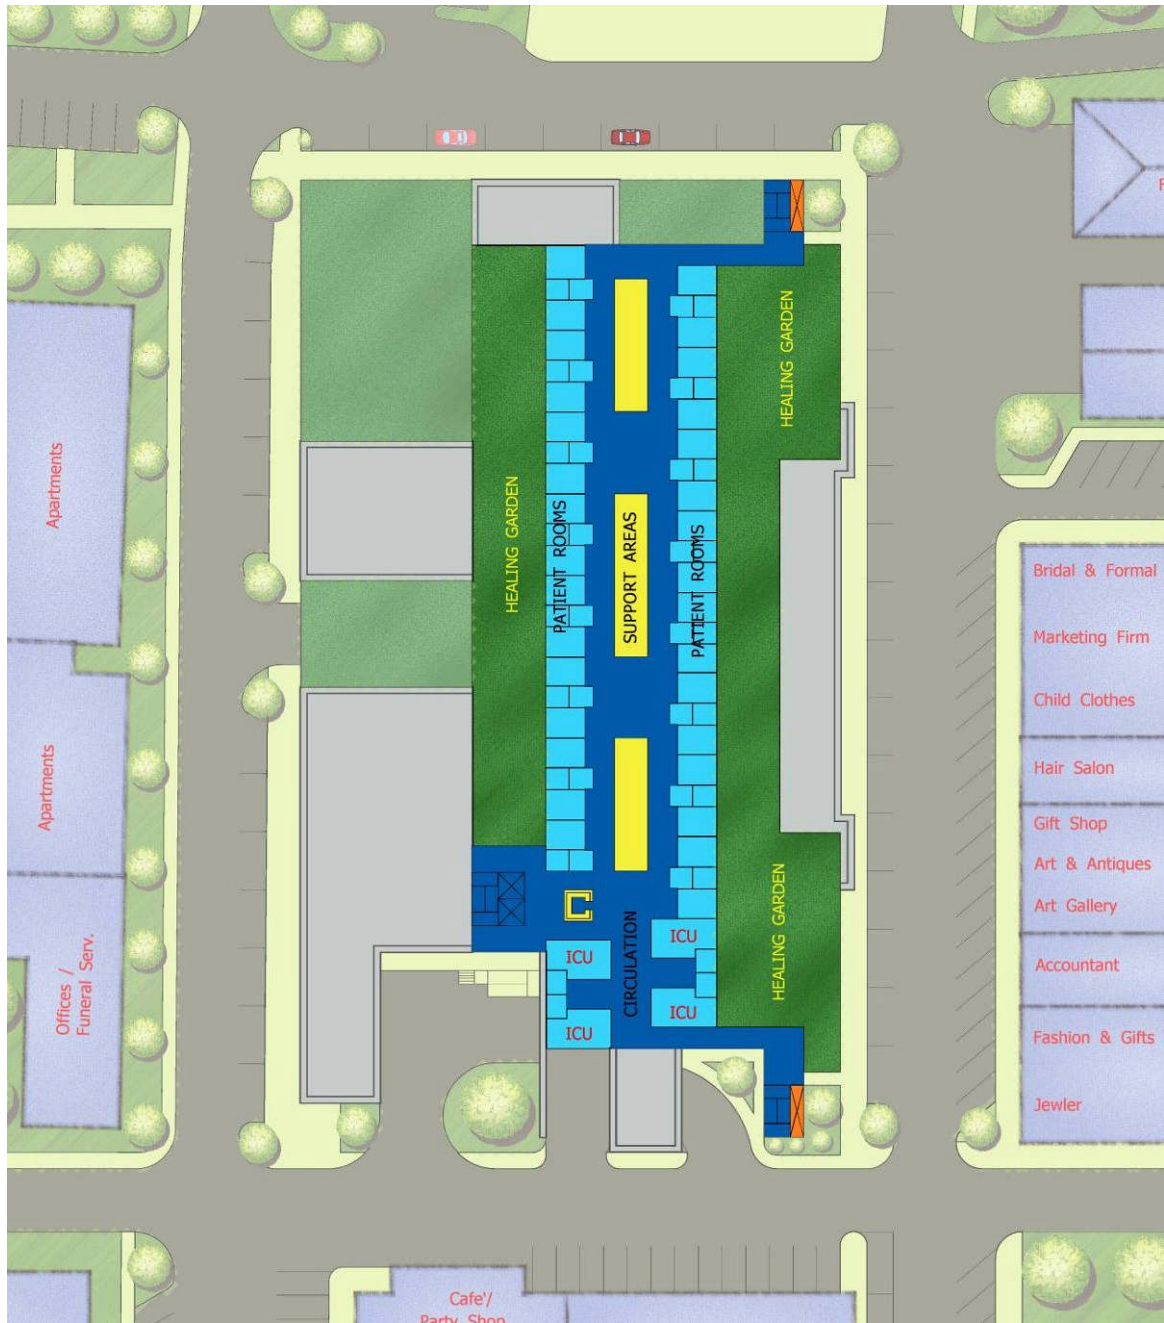 HEALING GARDEN
Apartments
HEALING GARDEN
PATIENT ROOMS
SUPPORT AREAS
PATIENT ROOMS
Bridal & Formal
Marketing Firm
Child Clothes
Apartments
Hair Salon
Gift Shop
Art & Antiques
Art Gallery
HEALING GARDEN
Offices /
Funeral Serv.
ICU
ICU
CIRCULATION
ICU
ICU
Accountant
Fashion & Gifts
Jewler
Cafe'/
Party Shop